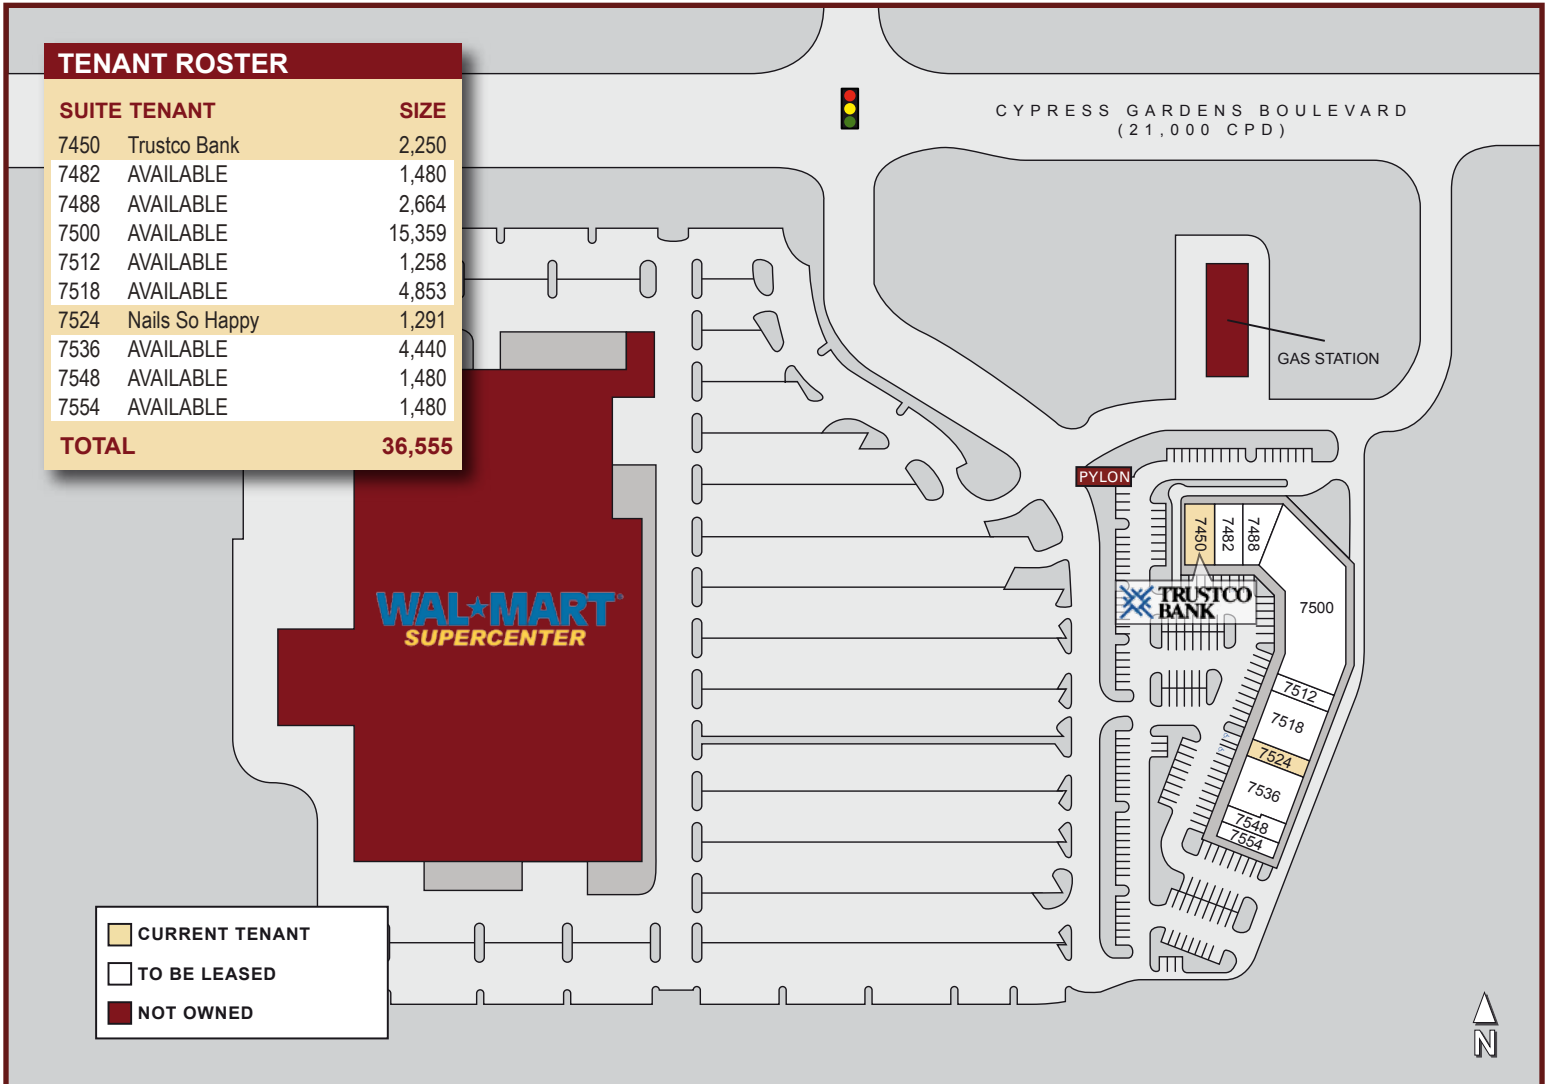 TENANT ROSTER
SUITE TENANT SIZE
7450 Trustco Bank 2,250
7482 AVAILABLE 1,480
7488 AVAILABLE 2,664
7500 AVAILABLE 15,359
7512 AVAILABLE 1,258
7518 AVAILABLE 4,853
7524 Nails So Happy 1,291
7536 AVAILABLE 4,440
7548 AVAILABLE 1,480
7554 AVAILABLE 1,480
TOTAL 36,555
CYPRESS GARDENS BOULEVARD
(21,000 CPD)
GAS STATION
PYLON
7450
7482
7488
TRUSTCO
BANK
7500
7512
7518
7524
7536
7548
7554
WAL★MART
SUPERCENTER
CURRENT TENANT
TO BE LEASED
NOT OWNED
N